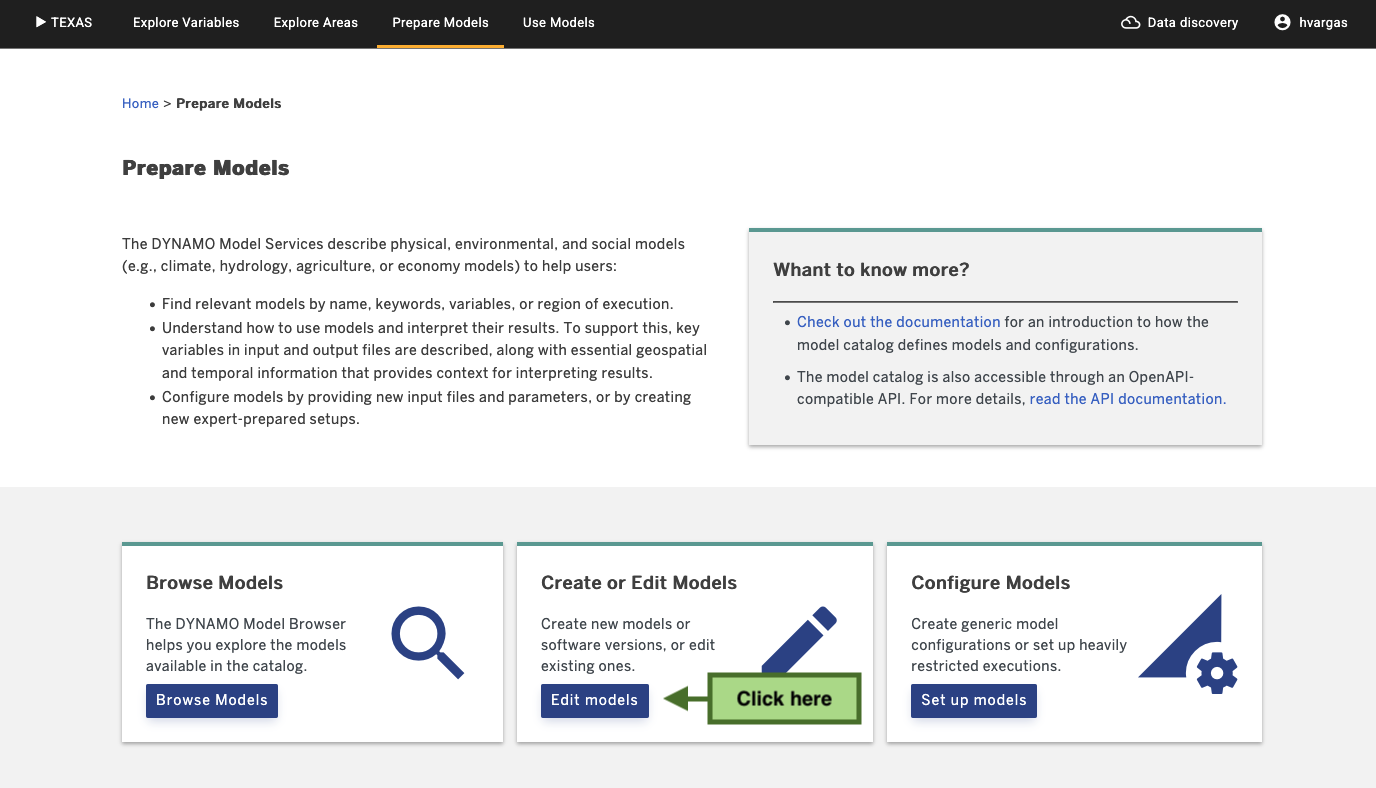 TEXAS Explore Variables Explore Areas Prepare Models Use Models Data discovery hvargas
Home > Prepare Models
Prepare Models
The DYNAMO Model Services describe physical, environmental, and social models
(e.g., climate, hydrology, agriculture, or economy models) to help users:
• Find relevant models by name, keywords, variables, or region of execution.
• Understand how to use models and interpret their results. To support this, key
variables in input and output files are described, along with essential geospatial
and temporal information that provides context for interpreting results.
• Configure models by providing new input files and parameters, or by creating
new expert-prepared setups.
Whant to know more?
• Check out the documentation for an introduction to how the
model catalog defines models and configurations.
• The model catalog is also accessible through an OpenAPI-
compatible API. For more details, read the API documentation.
Browse Models
The DYNAMO Model Browser
helps you explore the models
available in the catalog.
Browse Models
Create or Edit Models
Create new models or
software versions, or edit
existing ones.
Edit models
Click here
Configure Models
Create generic model
configurations or set up heavily
restricted executions.
Set up models